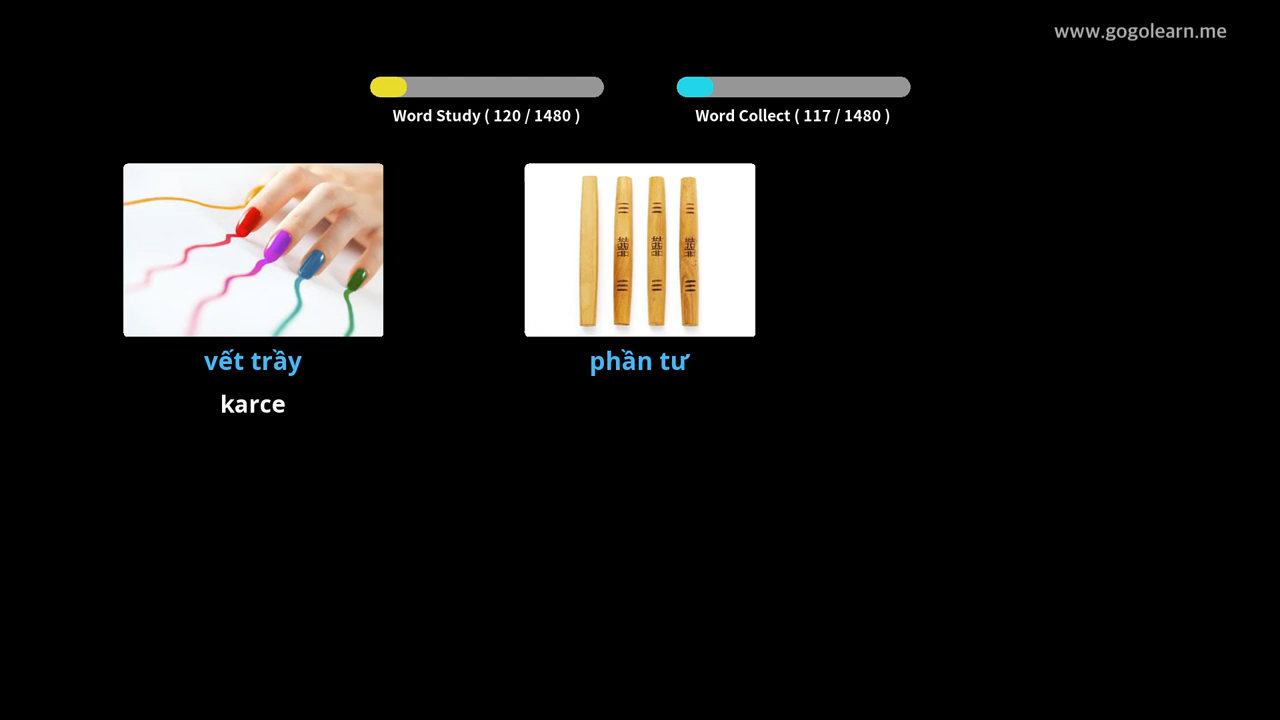 www.gogolearn.me
Word Study ( 120 / 1480 )
Word Collect ( 117 / 1480 )
vết trầy
phần tư
karce